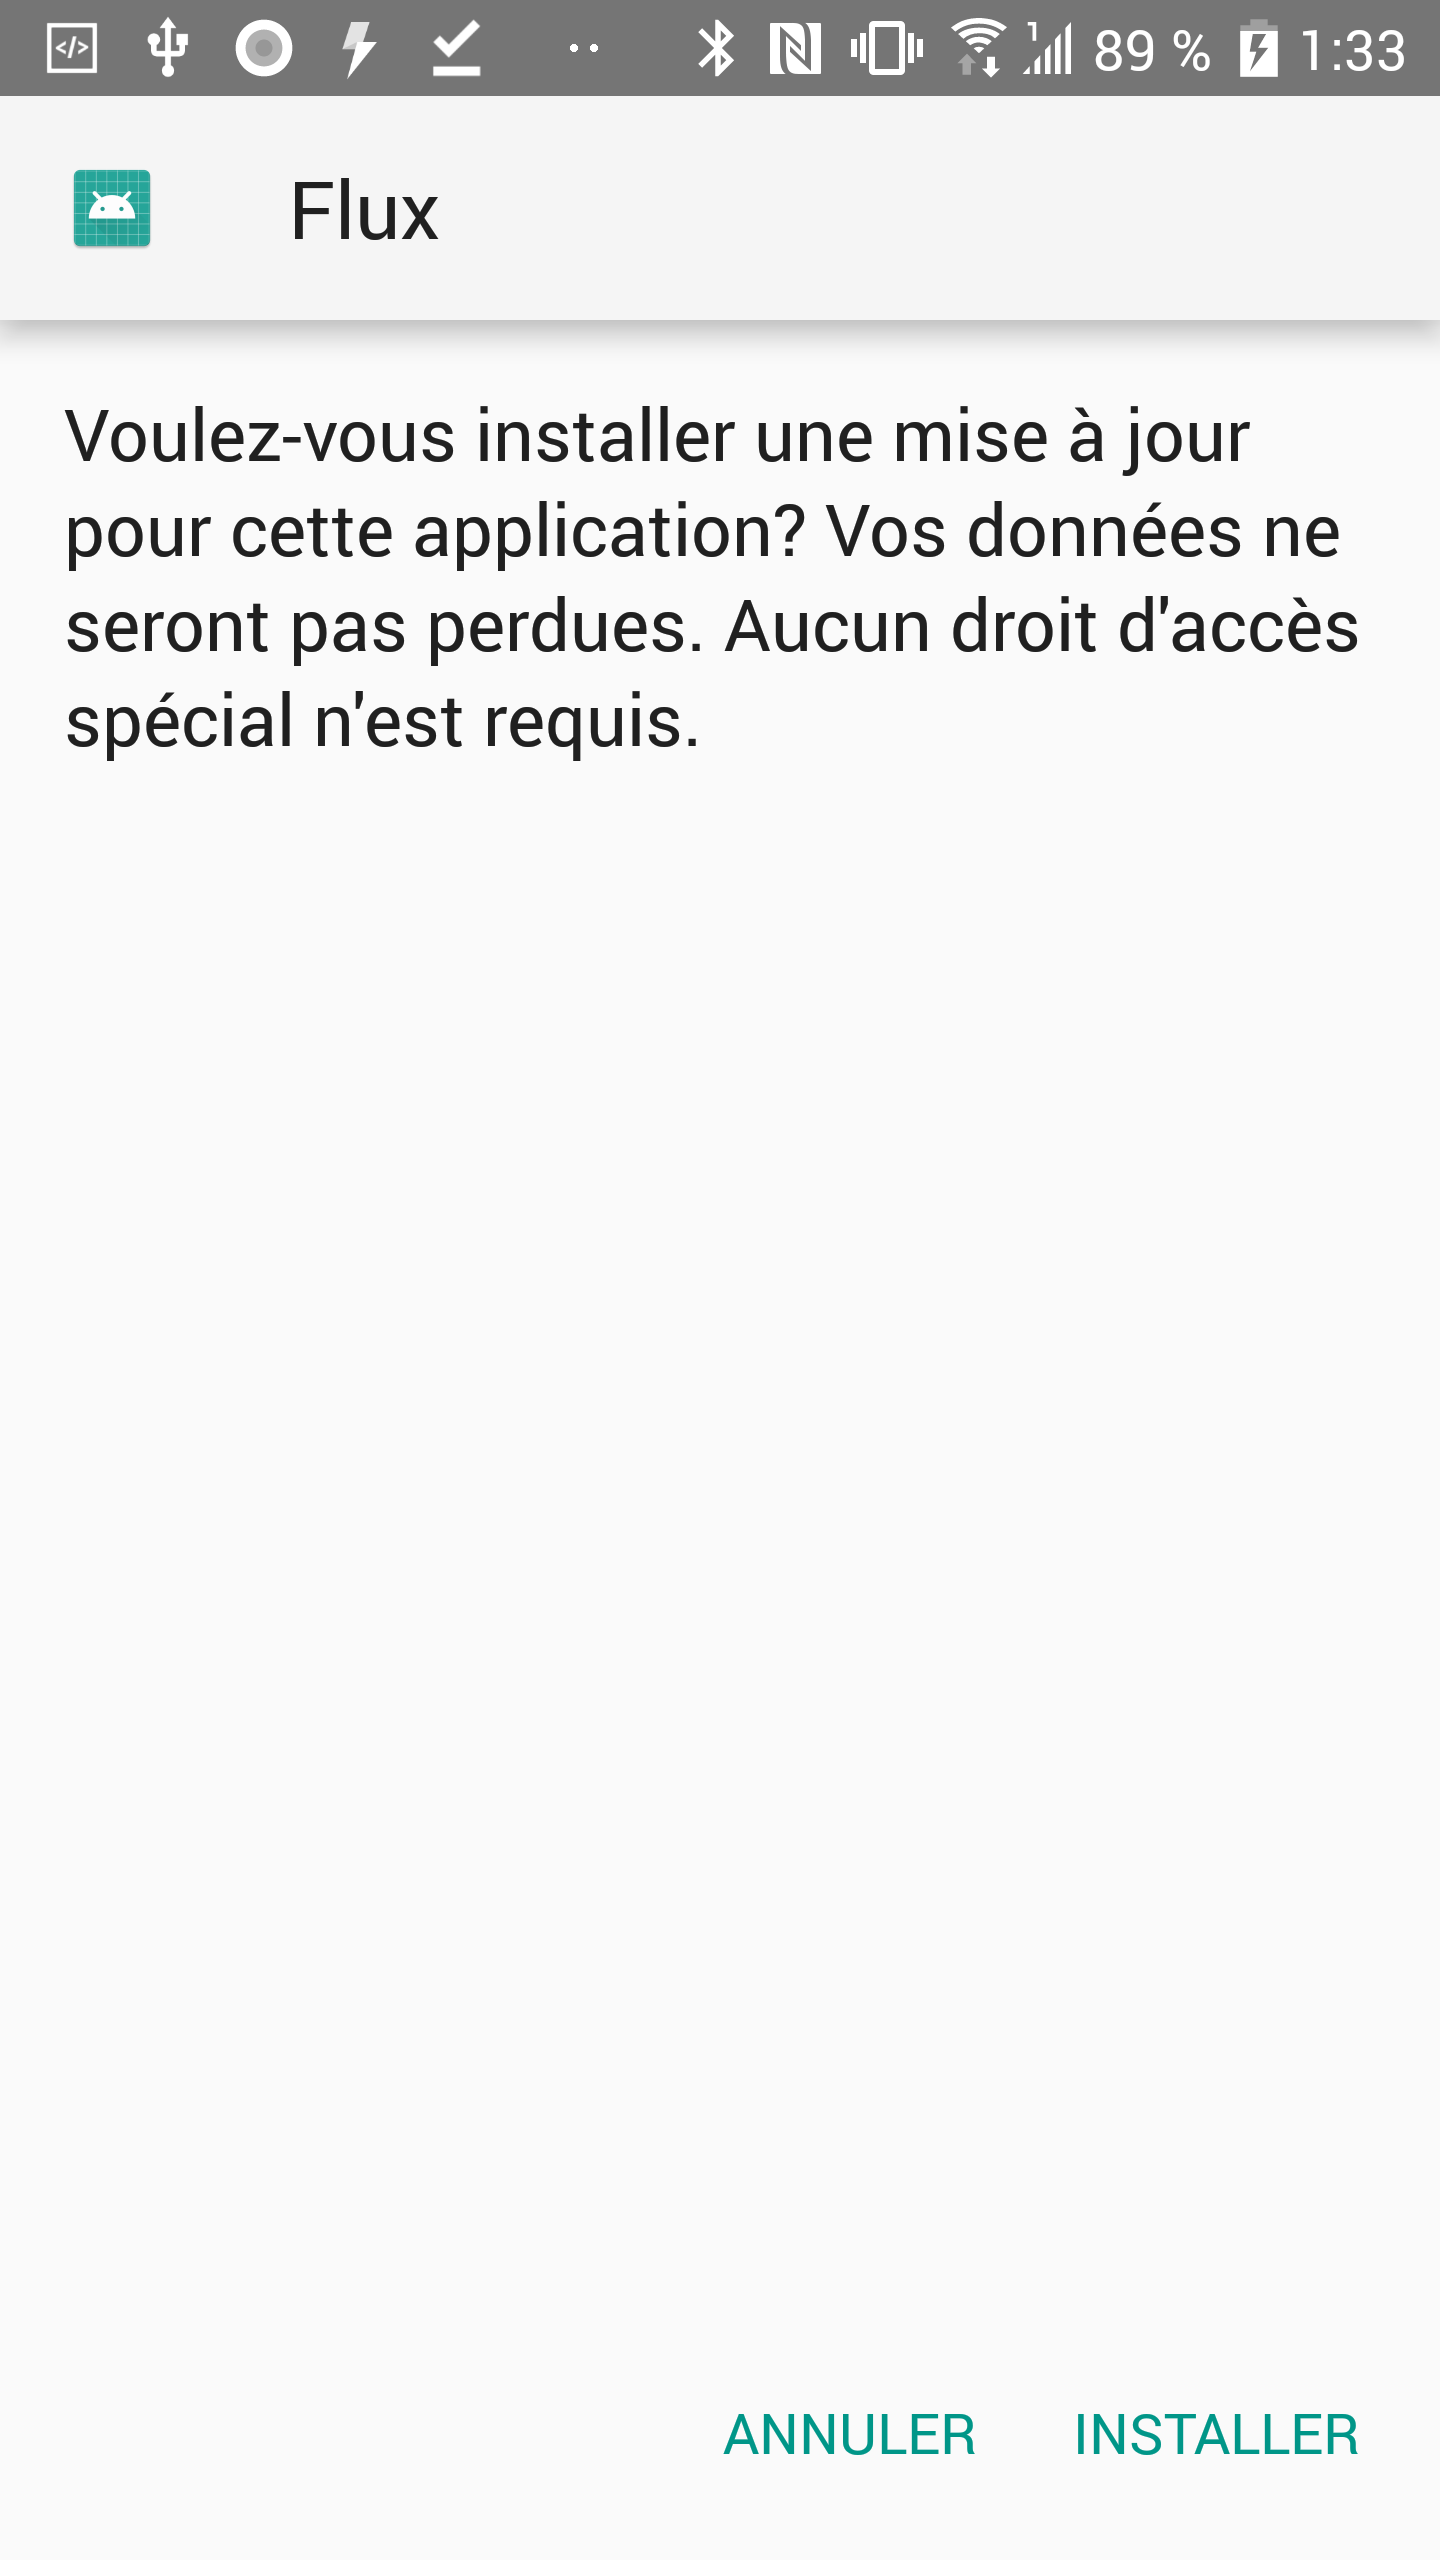 89 % 1:33
Flux
Voulez-vous installer une mise à jour
pour cette application? Vos données ne
seront pas perdues. Aucun droit d'accès
spécial n'est requis.
ANNULER INSTALLER